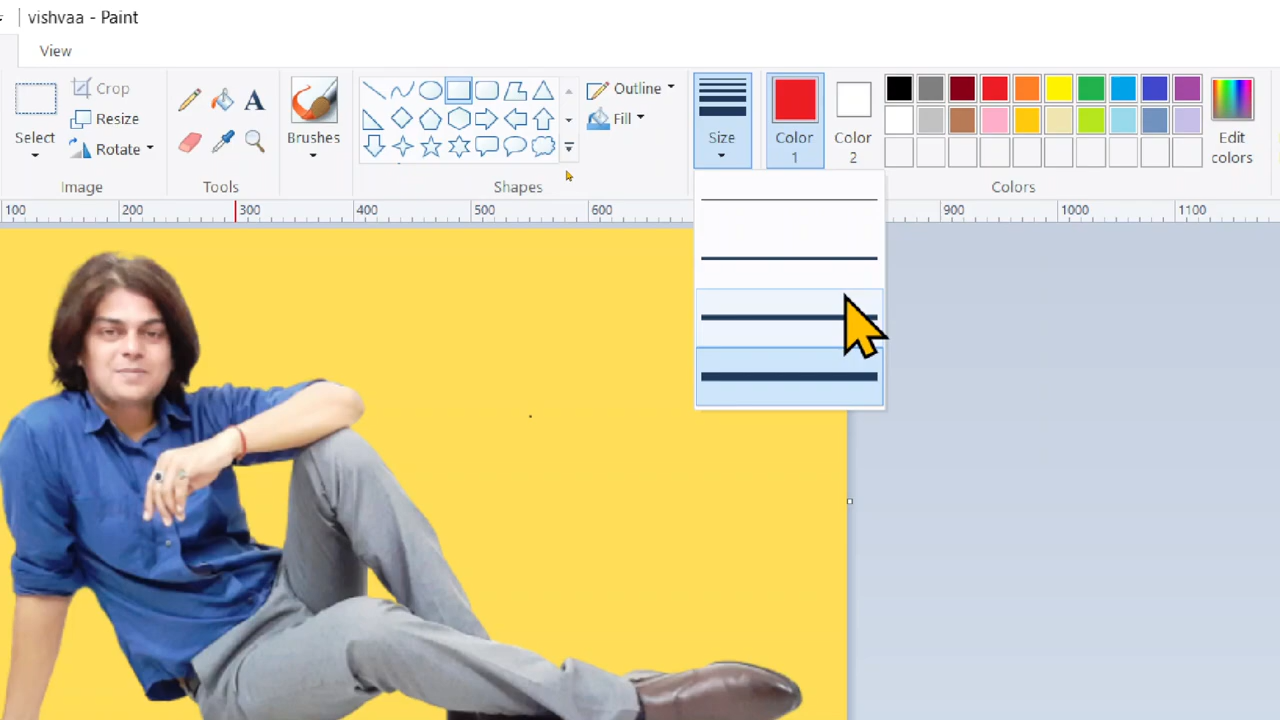 vishvaa - Paint
View
Select
Crop
Resize
Rotate
Image
A
Tools
Brushes
Shapes
Outline
Fill
Size
Color
1
Color
2
Edit
colors
Colors
100 200 300 400 500 600 900 1000 1100